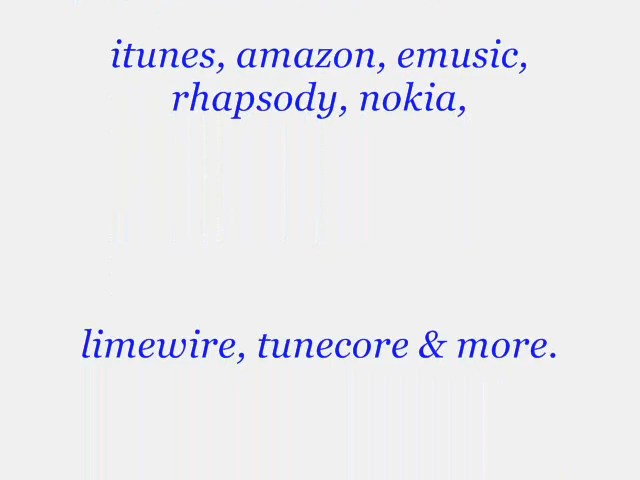 itunes, amazon, emusic,
rhapsody, nokia,
limewire, tunecore & more.